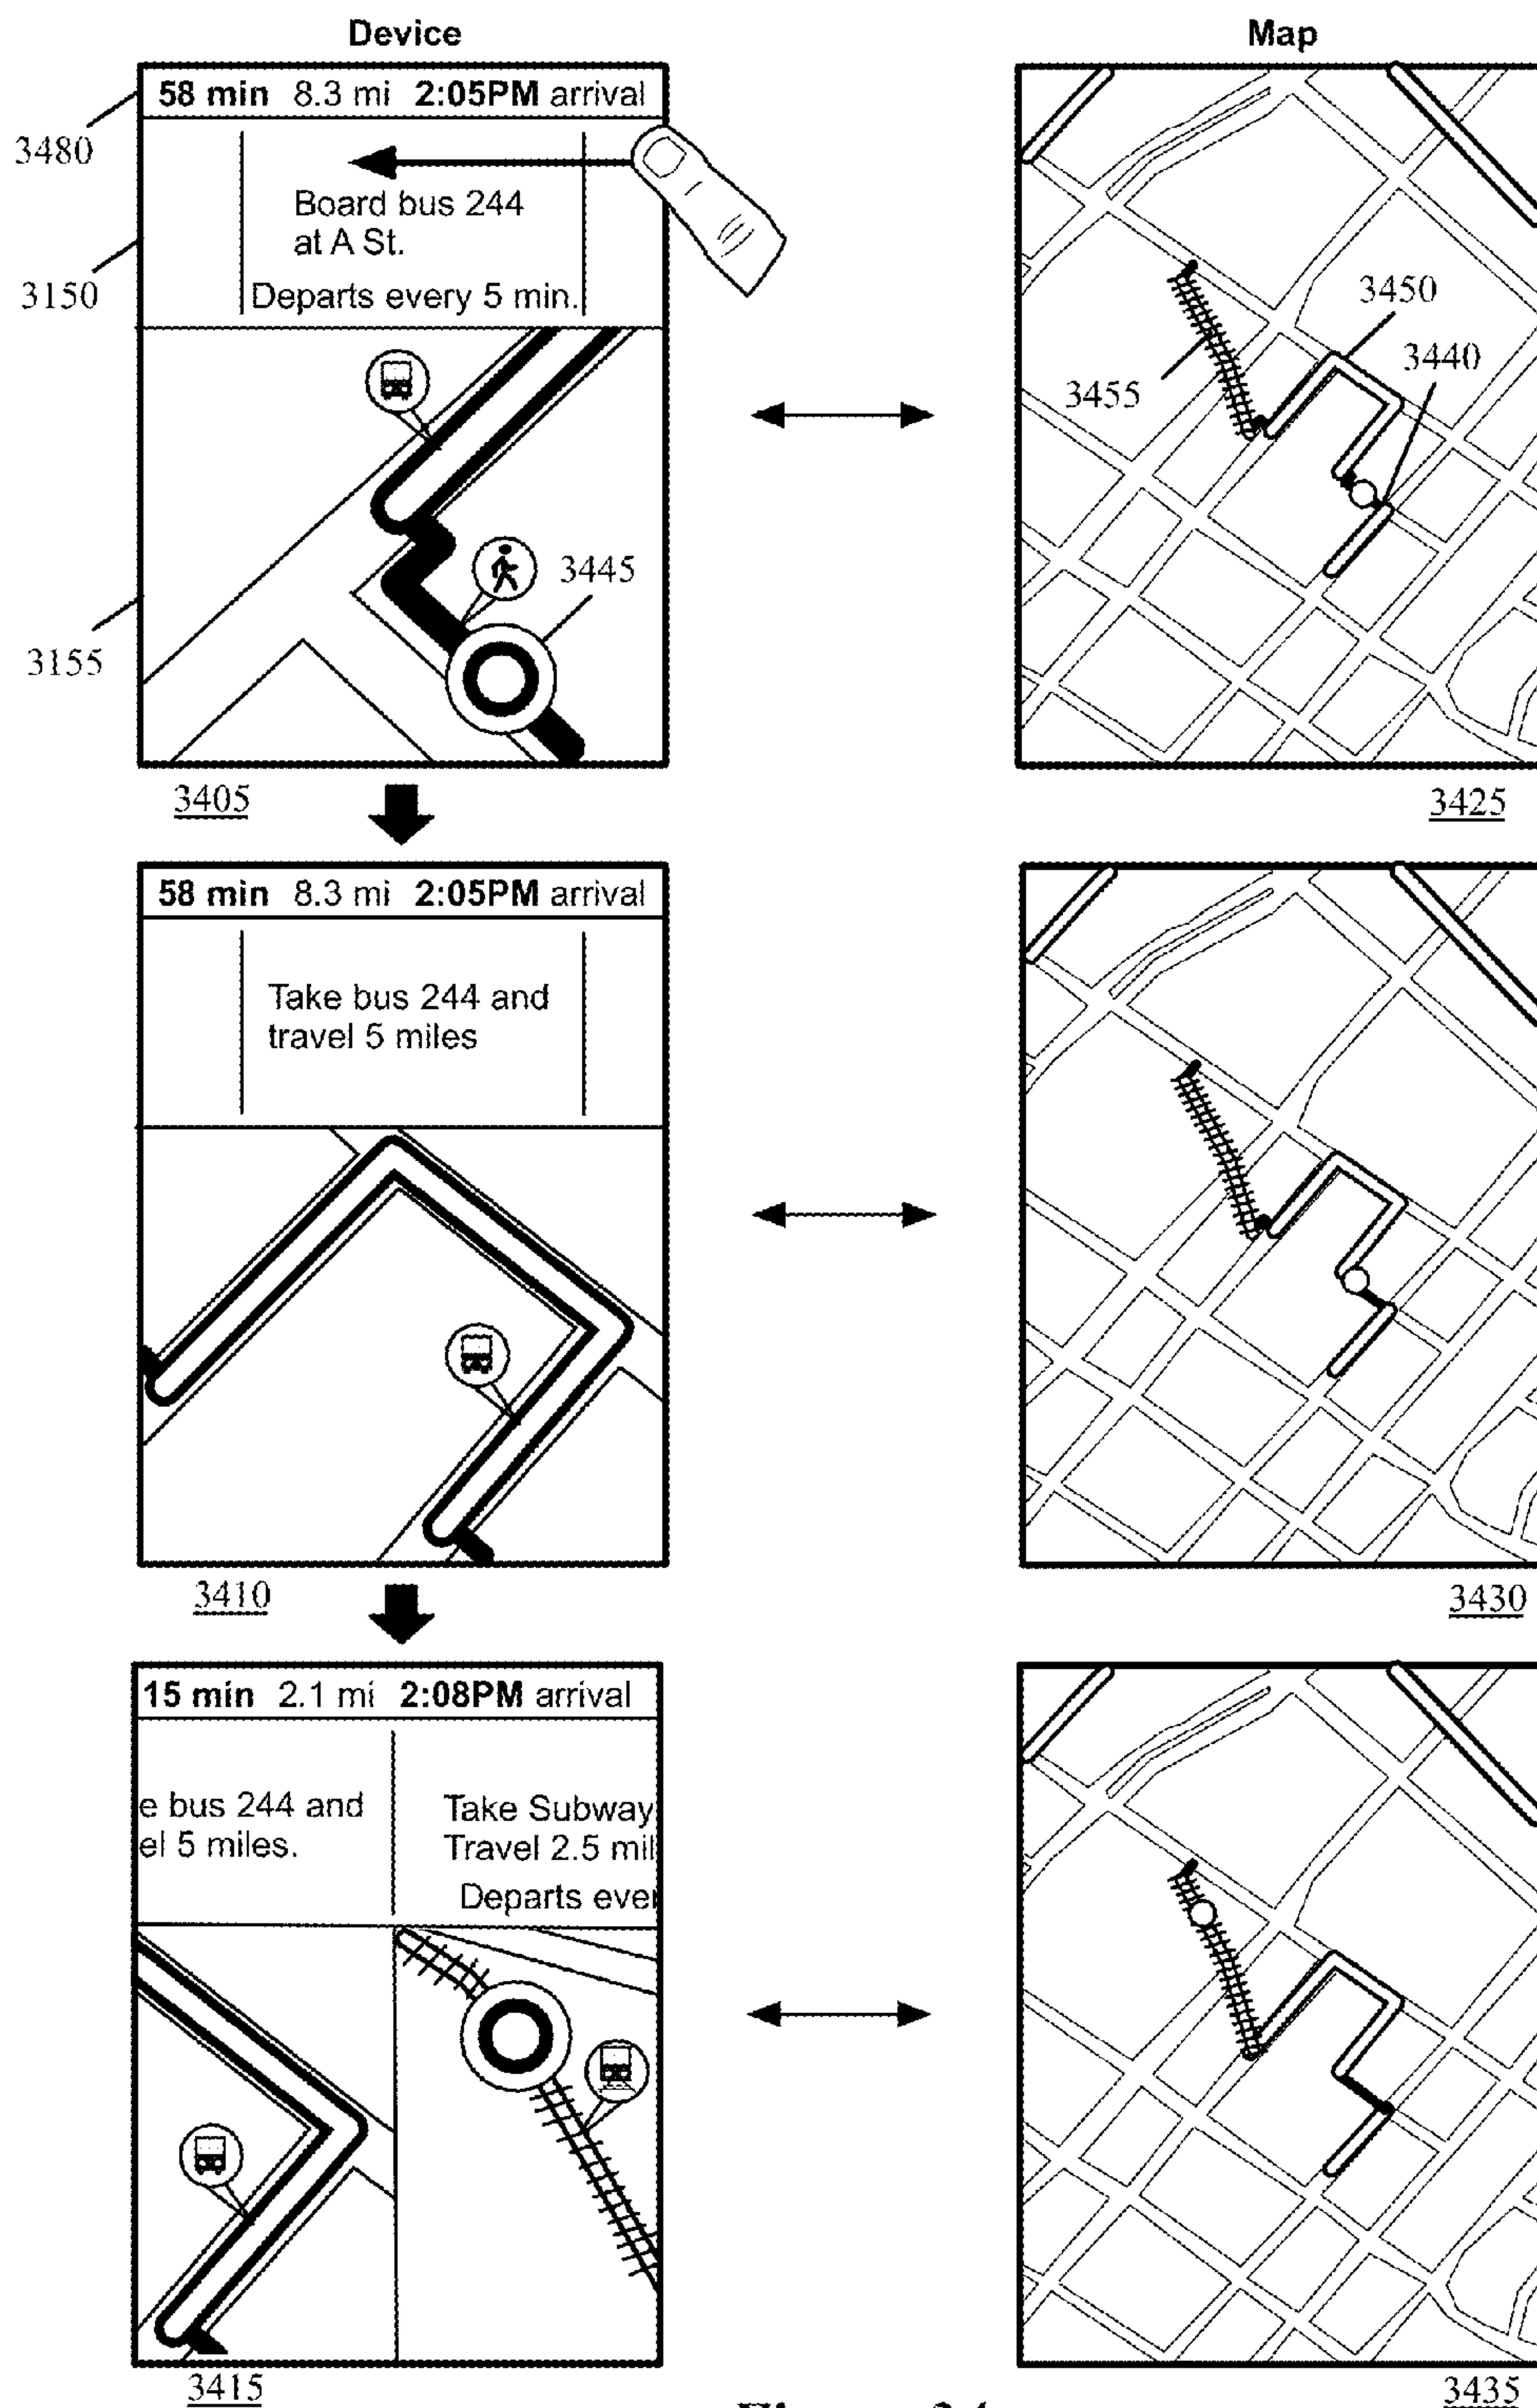 Device
Map
58 min 8.3 mi 2:05PM arrival
3480
Board bus 244
at A St.
3150
Departs every 5 min.
3450
3440
3455
3445
3155
3405
3425
58 min 8.3 mi 2:05PM arrival
Take bus 244 and
travel 5 miles
3410
3430
15 min 2.1 mi 2:08PM arrival
e bus 244 and
el 5 miles.
Take Subway
Travel 2.5 mil
Departs ever
3415
3435